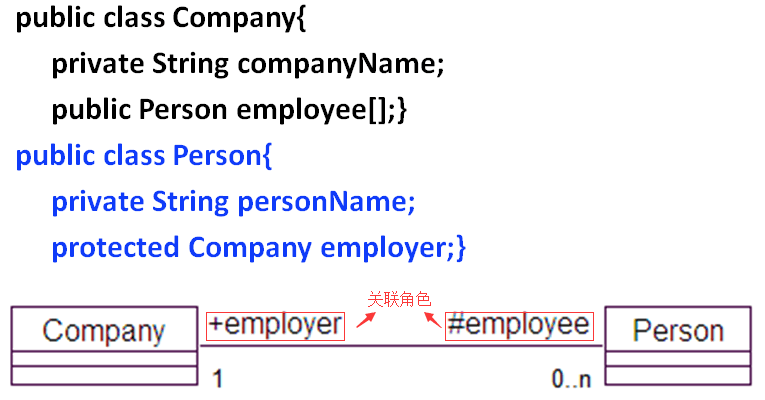 public class Company{
private String companyName;
public Person employee[];}
public class Person{
private String personName;
protected Company employer;}
关联角色
Company +employer #employee Person
1 0..n